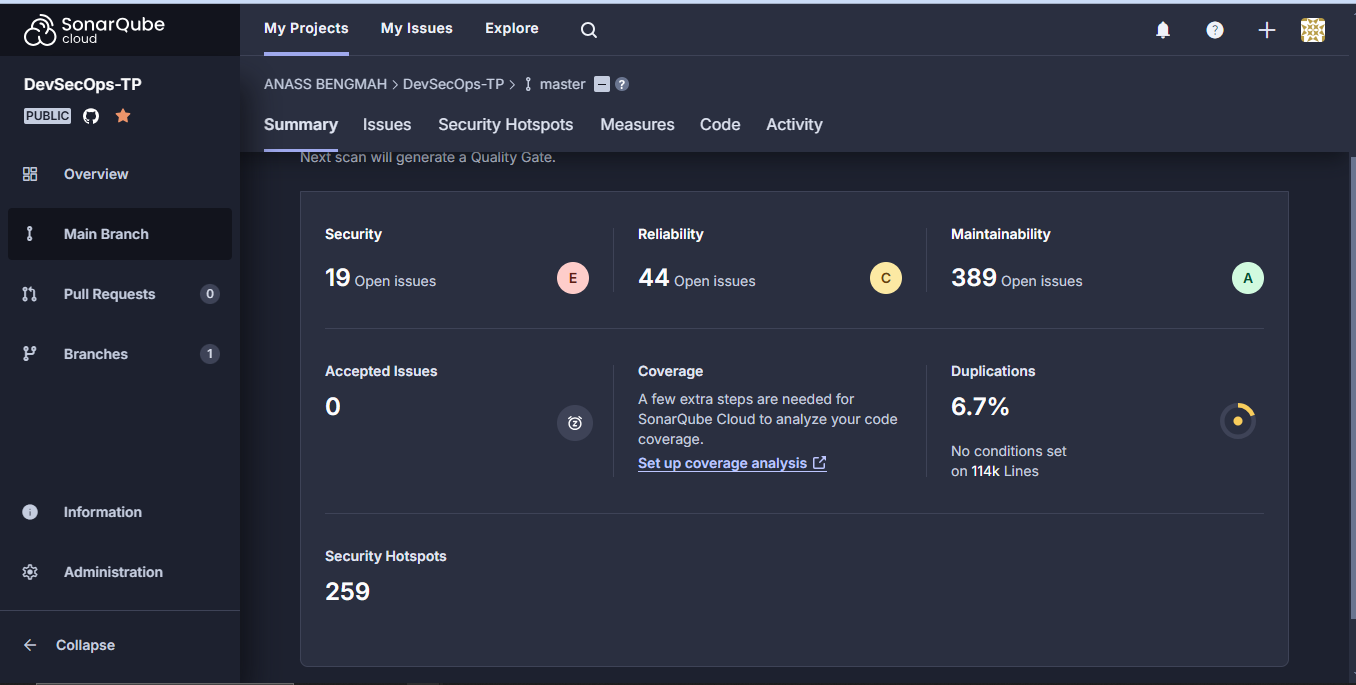 SonarQube
cloud
My Projects
My Issues
Explore
?
DevSecOps-TP
PUBLIC
ANASS BENGMAH > DevSecOps-TP > master ?
Summary
Issues
Security Hotspots
Measures
Code
Activity
Overview
Main Branch
Pull Requests 0
Branches 1
Information
Administration
Collapse
Next scan will generate a Quality Gate.
Security
19 Open issues
E
Reliability
44 Open issues
C
Maintainability
389 Open issues
A
Accepted Issues
0
Coverage
A few extra steps are needed for
SonarQube Cloud to analyze your code
coverage.
Set up coverage analysis
Duplications
6.7%
No conditions set
on 114k Lines
Security Hotspots
259